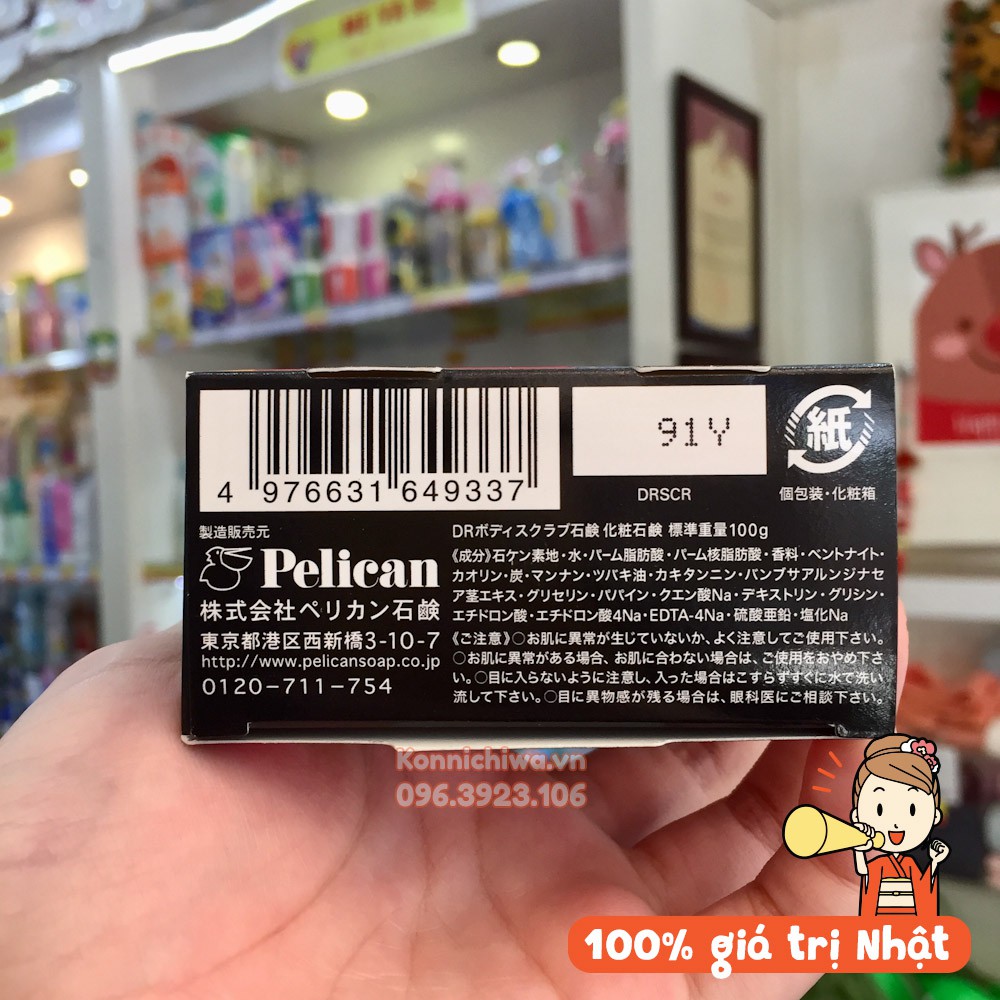 4 976631 649337
91Y
DRSCR
紙
個包装・化粧箱
製造販売元
Pelican
株式会社ペリカン石鹸
東京都港区西新橋3-10-7
http://www.pelicansoap.co.jp
0120-711-754
DRボディスクラブ石鹸 化粧石鹸 標準重量100g
《成分》石ケン素地・水・パーム脂肪酸・パーム核脂肪酸・香料・ベントナイト・
カオリン・炭・マンナン・ツバキ油・カキタンニン・バンブサアルンジナセ
ア茎エキス・グリセリン・パパイン・クエン酸Na・デキストリン・グリシン・
エチドロン酸・エチドロン酸4Na・EDTA-4Na・硫酸亜鉛・塩化Na
《ご注意》○お肌に異常が生じていないか、よく注意してご使用下さい。
○お肌に異常がある場合、お肌に合わない場合は、ご使用をおやめ下さ
い。○目に入らないように注意し、入った場合はこすらずすぐに水で洗い
流して下さい。○目に異物感が残る場合は、眼科医にご相談下さい。
Konnichiwa.vn
096.3923.106
100% giá trị Nhật